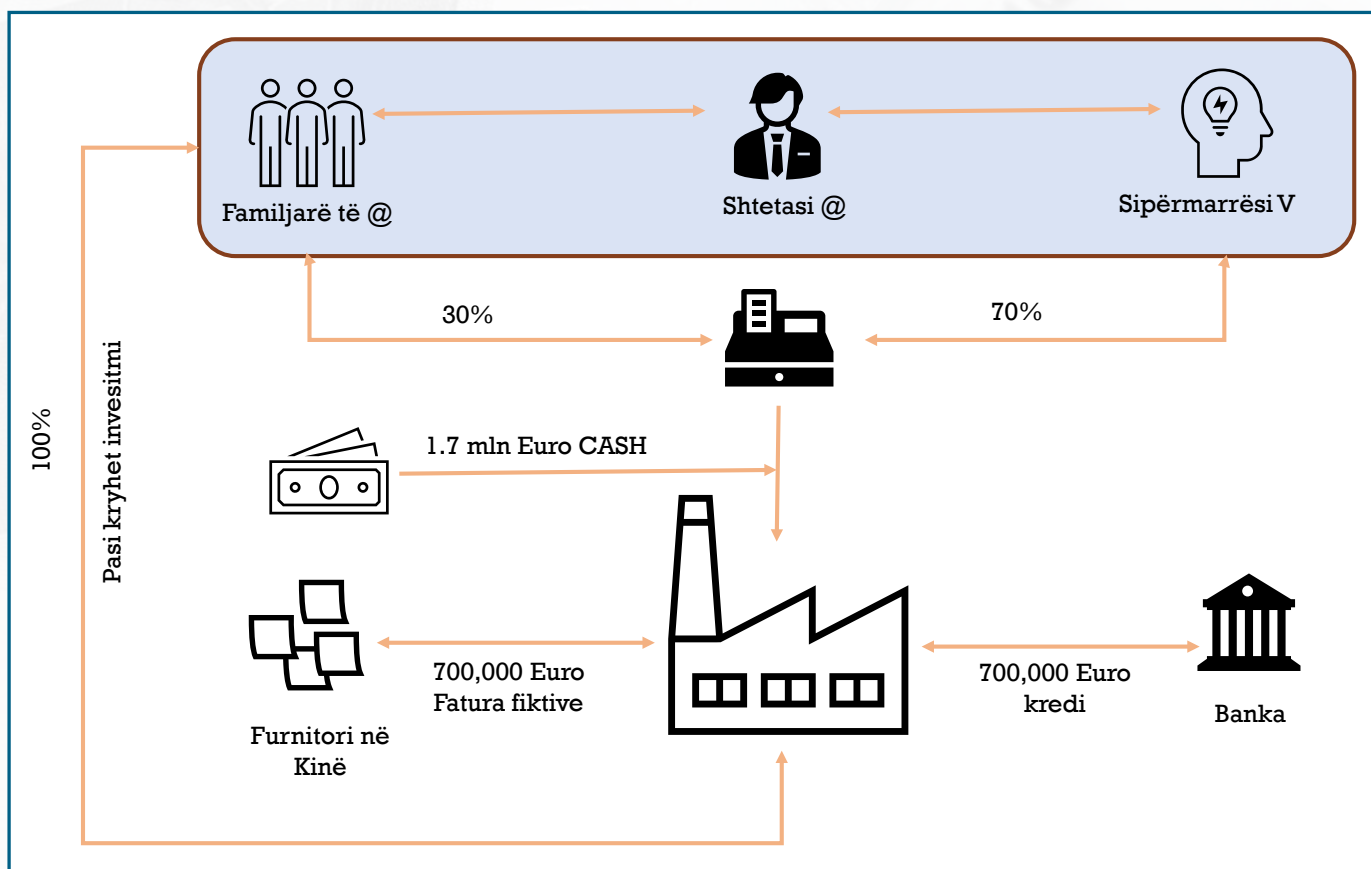 Familjarë të @
Shtetasi @
Sipërmarrësi V
30%
70%
100%
Pasi kryhet invesitmi
1.7 mln Euro CASH
700,000 Euro
Fatura fiktive
700,000 Euro
kredi
Furnitori në
Kinë
Banka